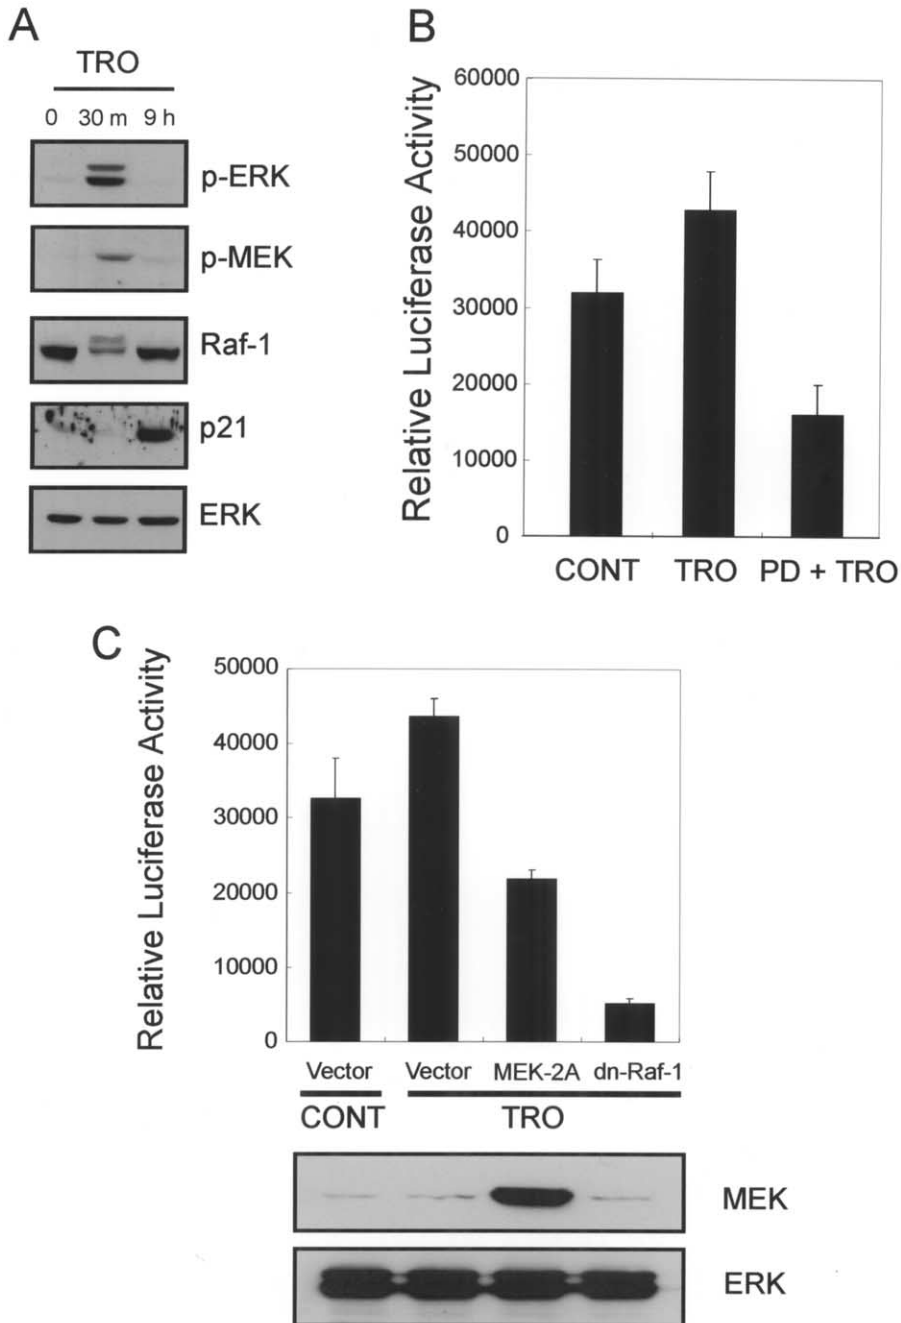 A
TRO
0 30 m 9 h
p-ERK
p-MEK
Raf-1
p21
ERK
B
Relative Luciferase Activity
60000
50000
40000
30000
20000
10000
0
CONT TRO PD + TRO
C
Relative Luciferase Activity
50000
40000
30000
20000
10000
0
Vector Vector MEK-2A dn-Raf-1
CONT TRO
MEK
ERK